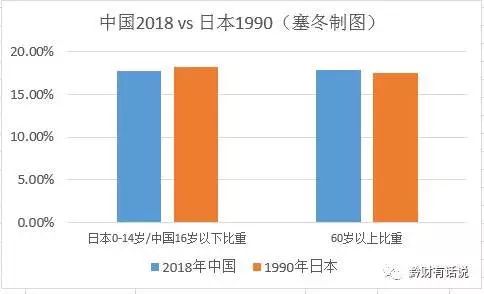 中国2018 vs 日本1990（塞冬制图）
20.00%
15.00%
10.00%
5.00%
0.00%
日本0-14岁/中国16岁以下比重
60岁以上比重
2018年中国
1990年日本
黔财有话说